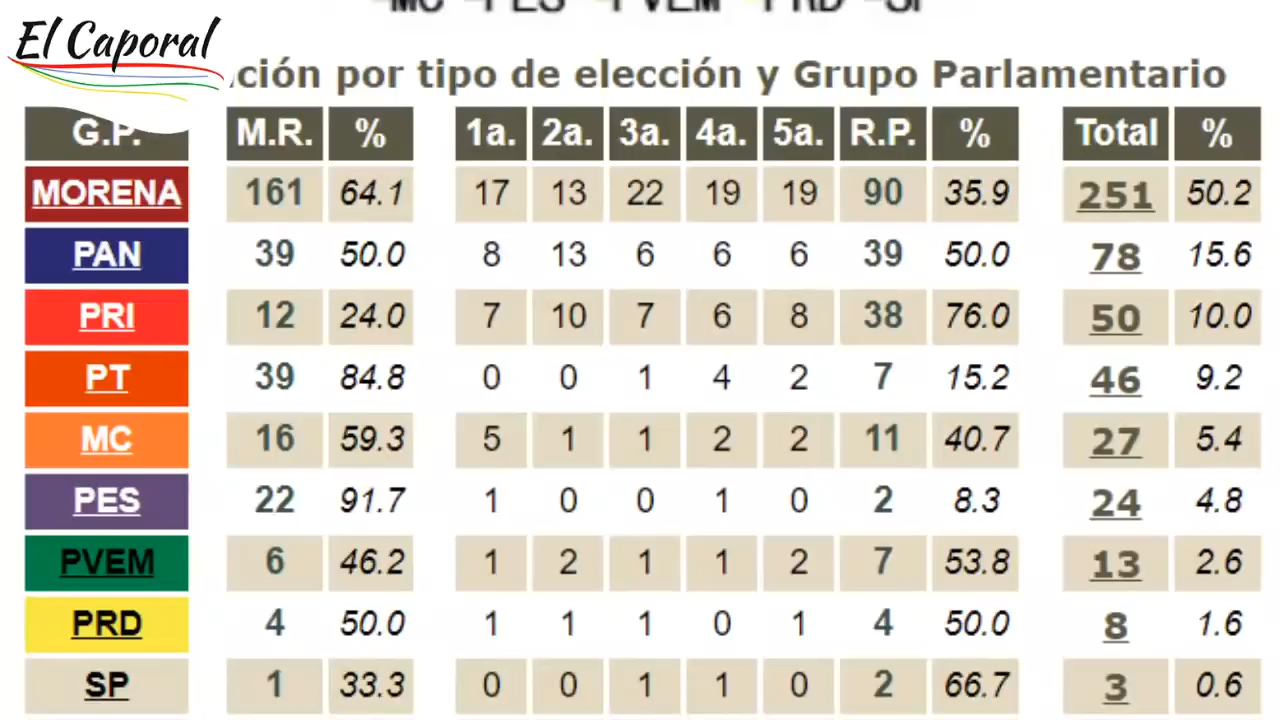 -MC -PES -PVEM -PRD -SP
El Caporal
ción por tipo de elección y Grupo Parlamentario
G.P. M.R. % 1a. 2a. 3a. 4a. 5a. R.P. % Total %
MORENA 161 64.1 17 13 22 19 19 90 35.9 251 50.2
PAN 39 50.0 8 13 6 6 6 39 50.0 78 15.6
PRI 12 24.0 7 10 7 6 8 38 76.0 50 10.0
PT 39 84.8 0 0 1 4 2 7 15.2 46 9.2
MC 16 59.3 5 1 1 2 2 11 40.7 27 5.4
PES 22 91.7 1 0 0 1 0 2 8.3 24 4.8
PVEM 6 46.2 1 2 1 1 2 7 53.8 13 2.6
PRD 4 50.0 1 1 1 0 1 4 50.0 8 1.6
SP 1 33.3 0 0 1 1 0 2 66.7 3 0.6